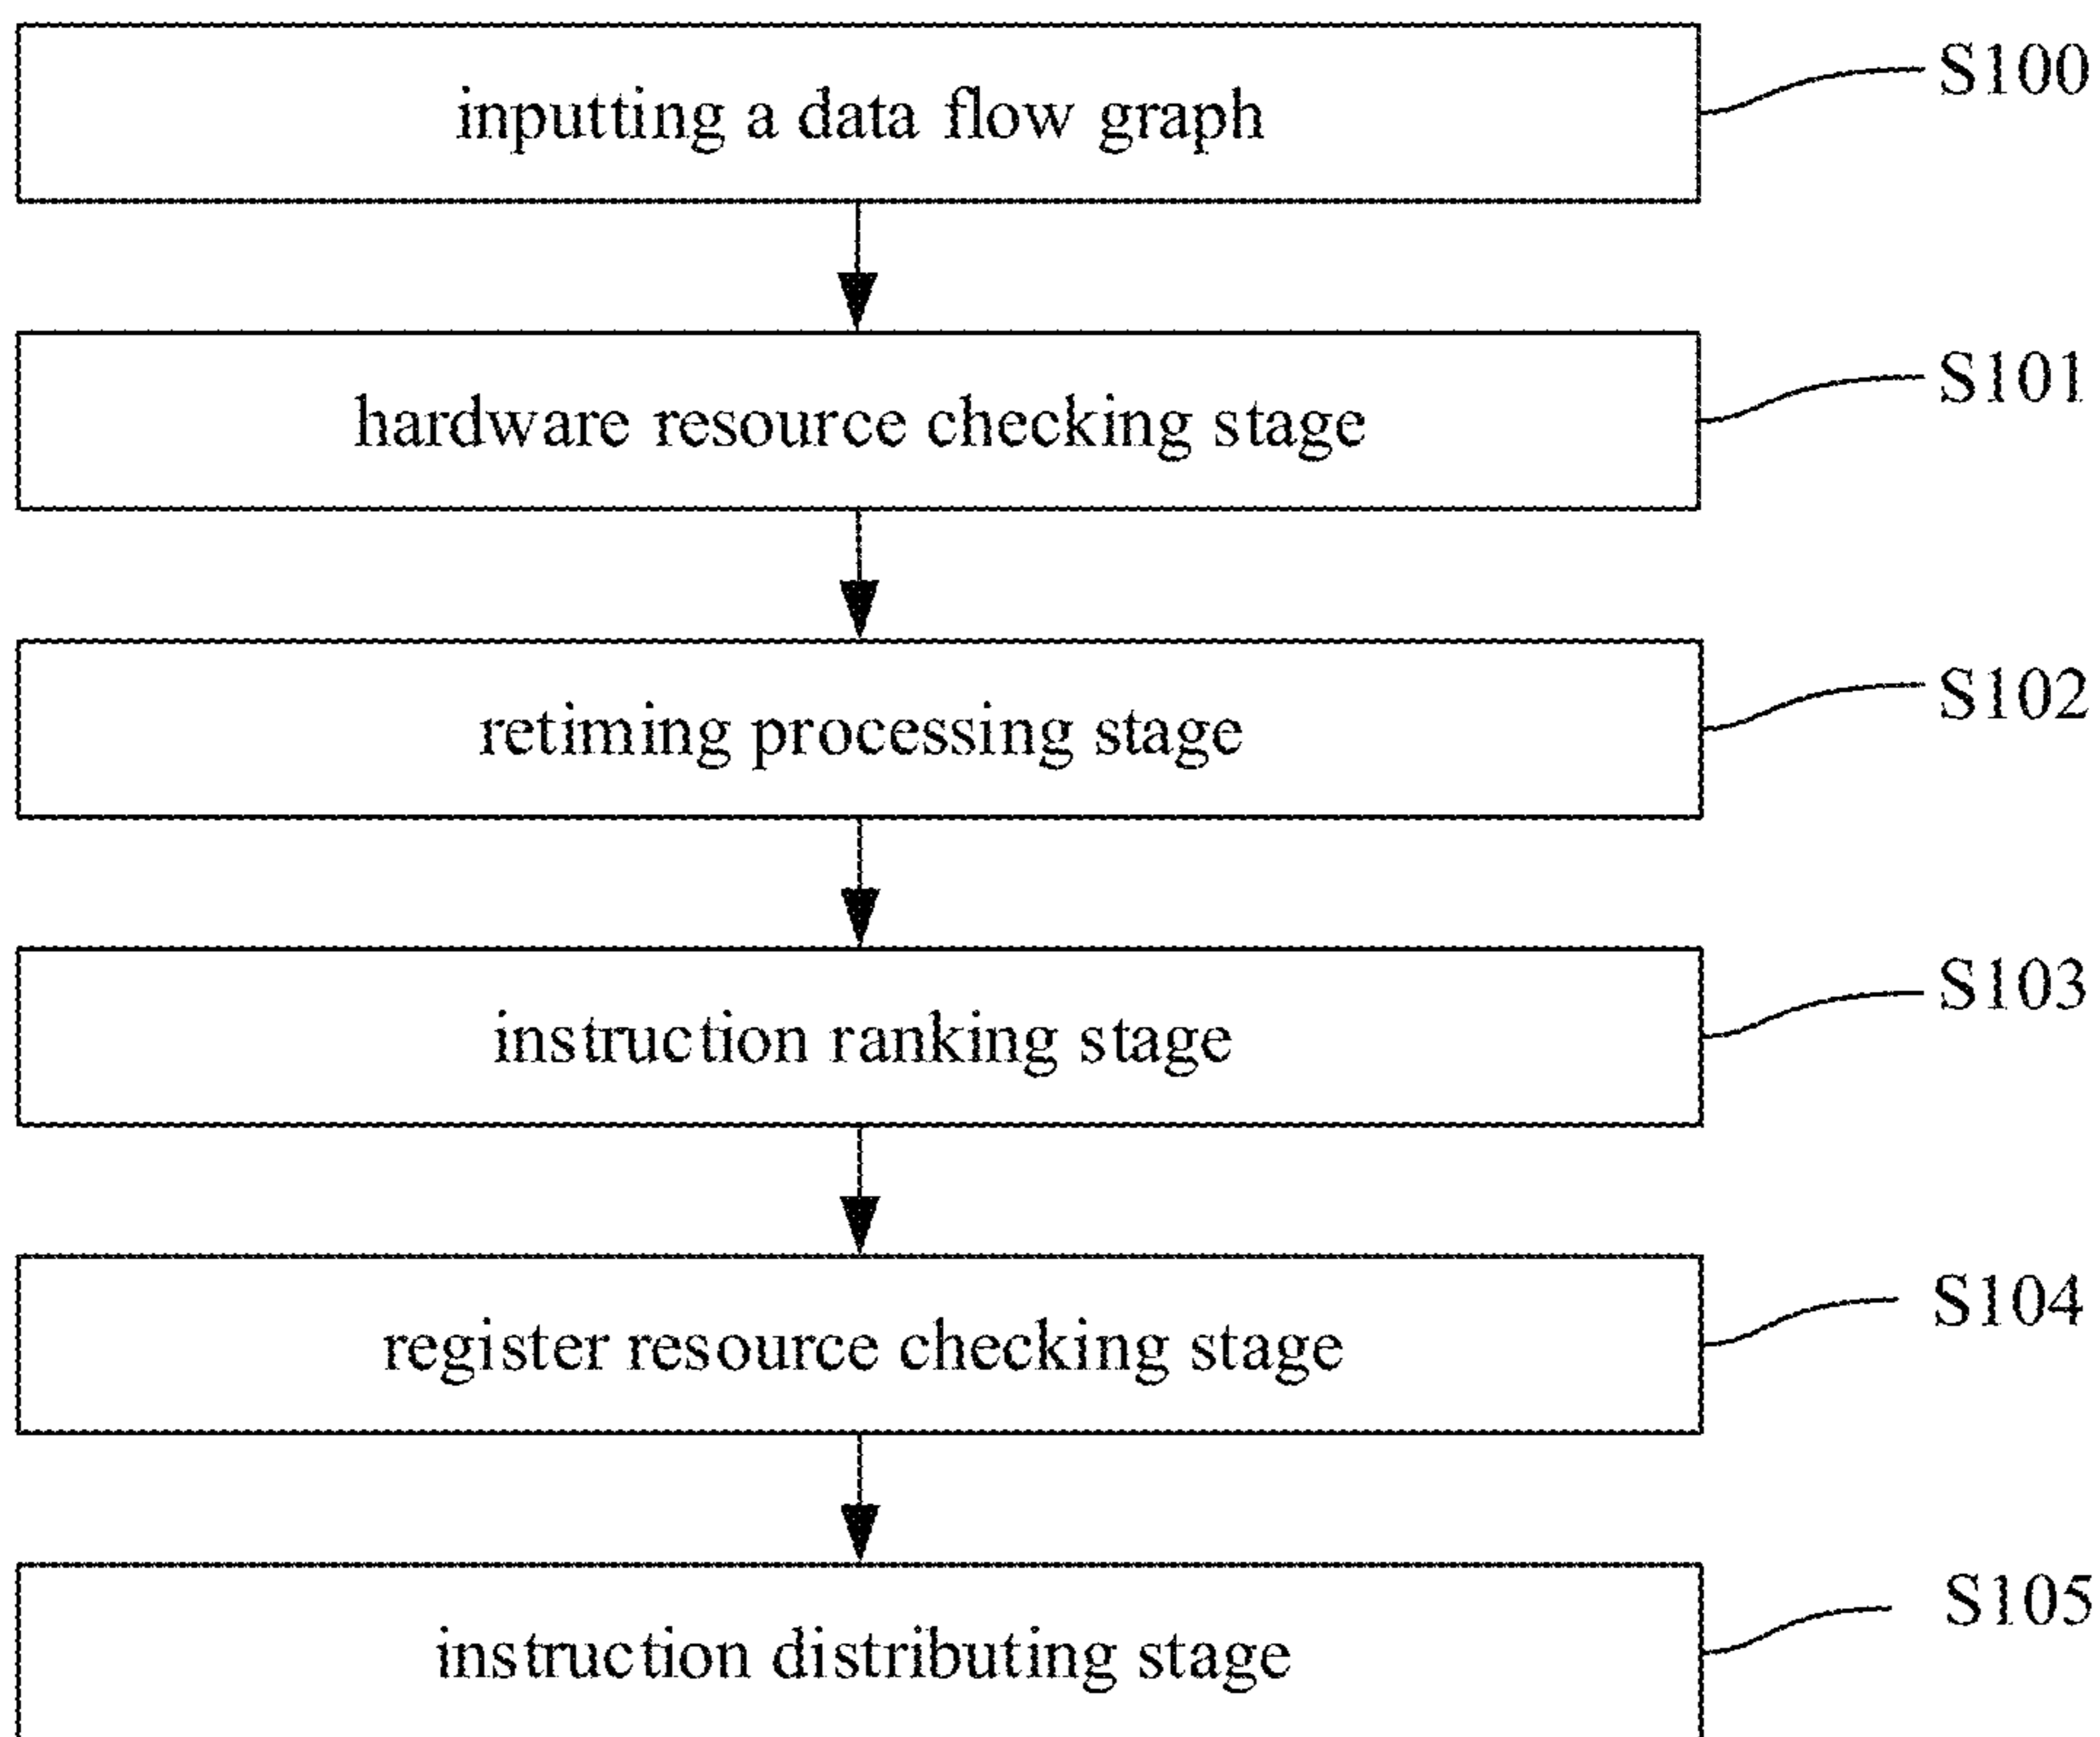 inputting a data flow graph
S100
hardware resource checking stage
S101
retiming processing stage
S102
instruction ranking stage
S103
register resource checking stage
S104
instruction distributing stage
S105